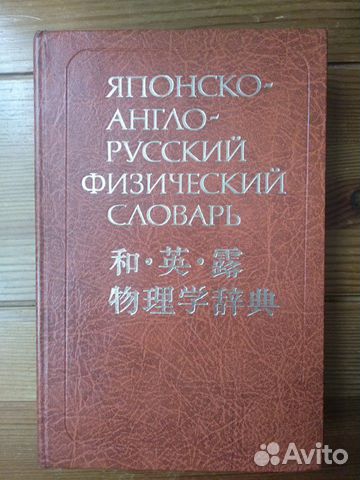 ЯПОНСКО-
АНГЛО-
РУССКИЙ
ФИЗИЧЕСКИЙ
СЛОВАРЬ
和・英・露
物理学辞典
Avito